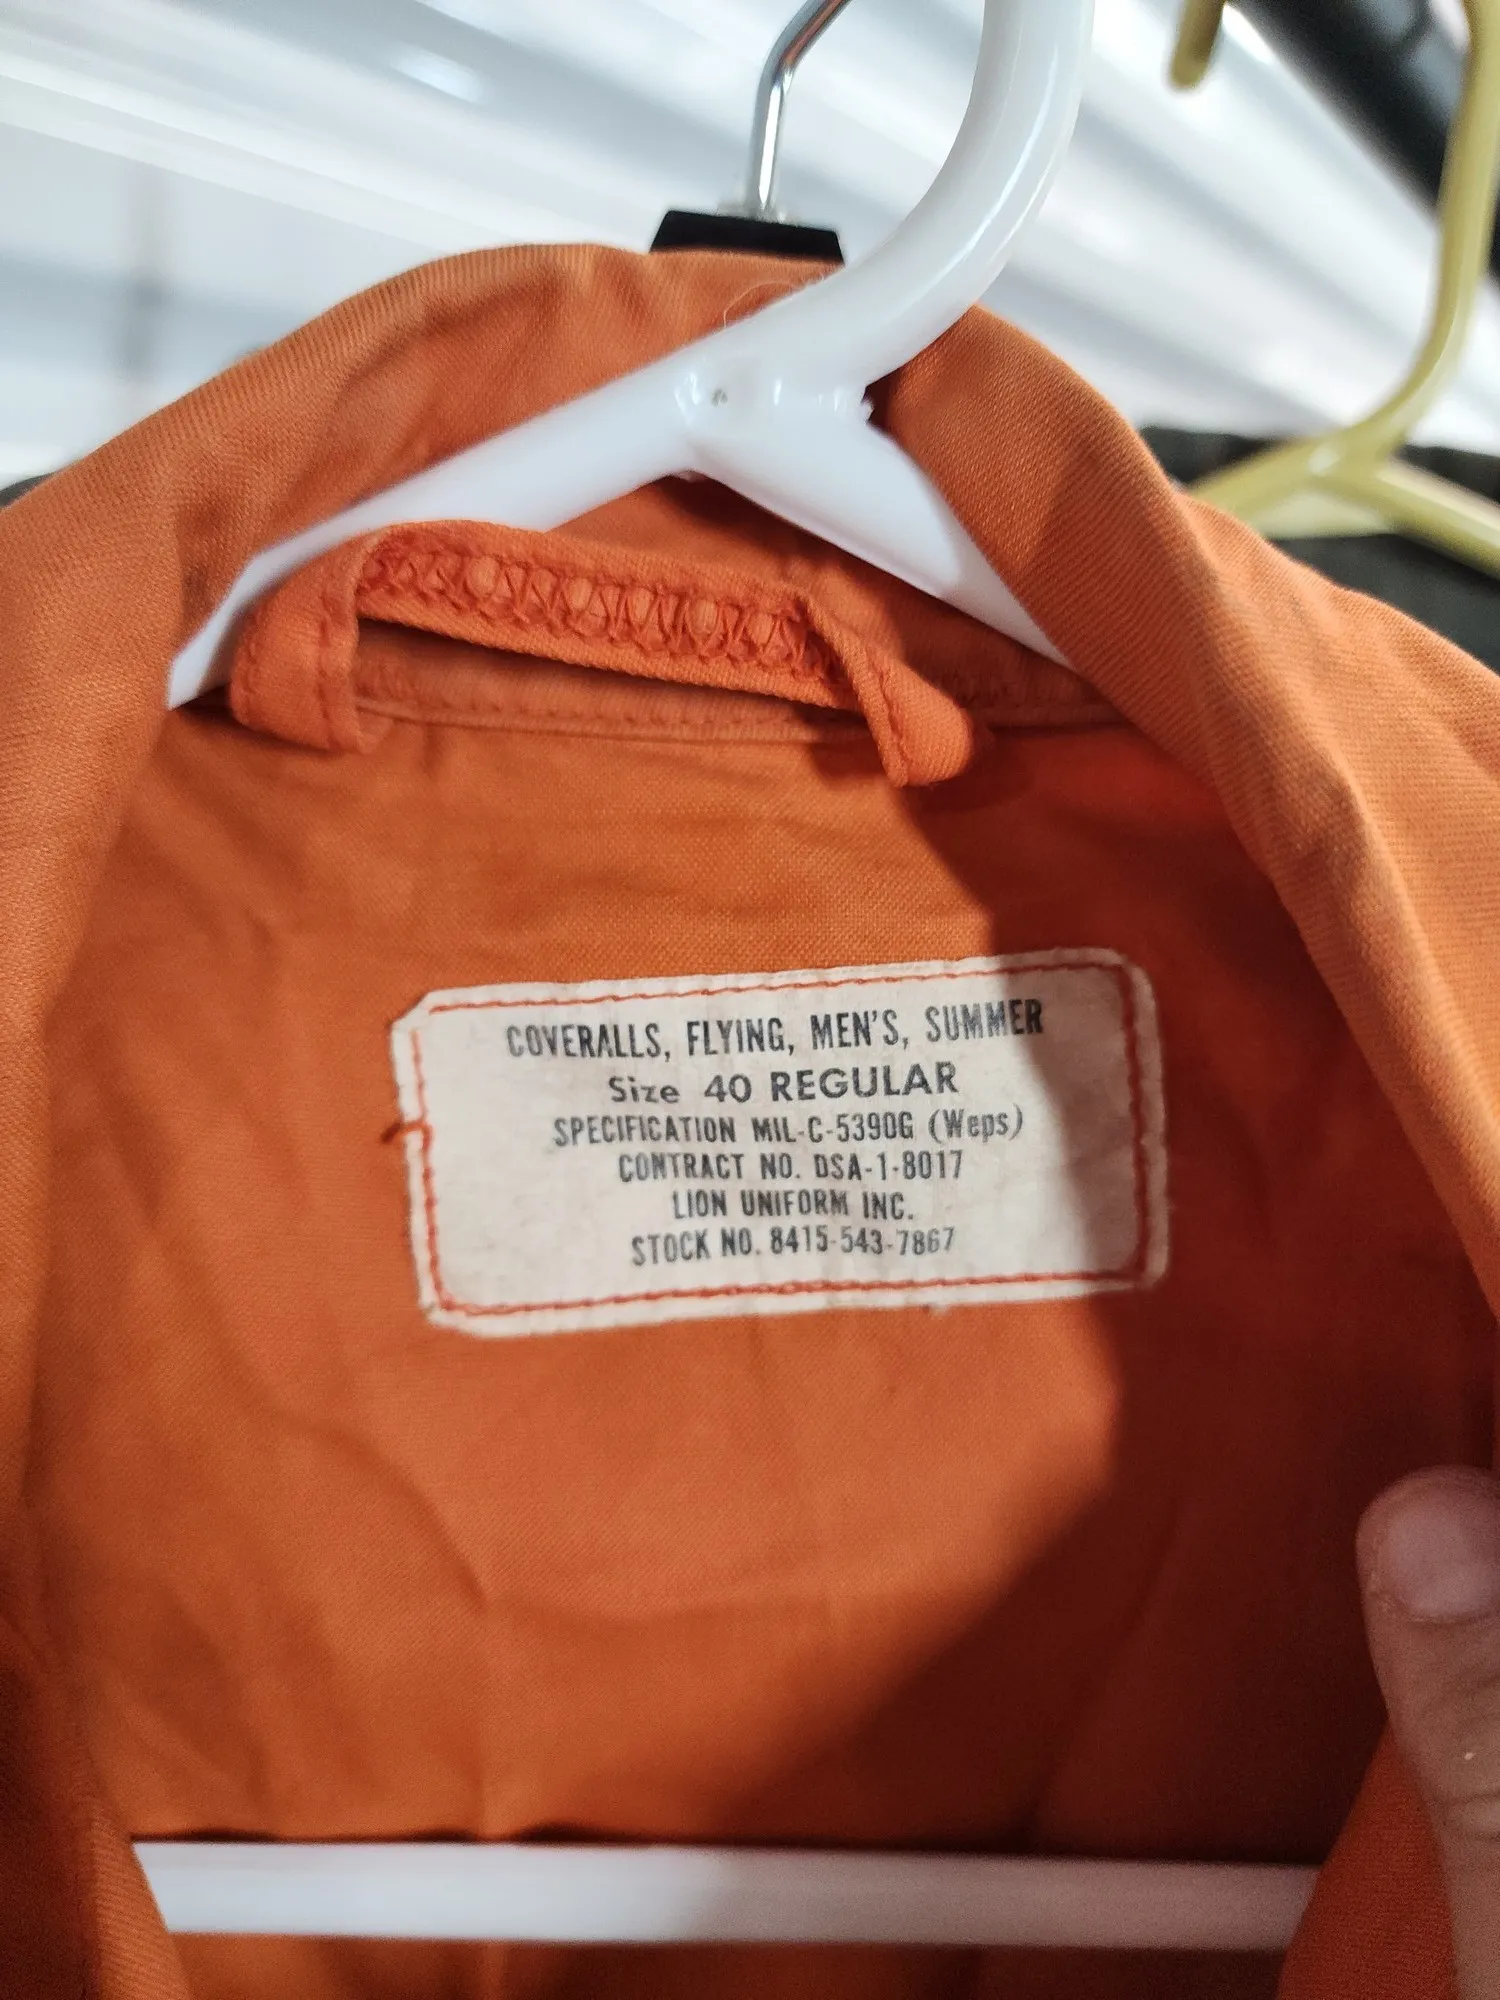 COVERALLS, FLYING, MEN'S, SUMMER
Size 40 REGULAR
SPECIFICATION MIL-C-5390G (Weps)
CONTRACT NO. DSA-1-8017
LION UNIFORM INC.
STOCK NO. 8415-543-7867